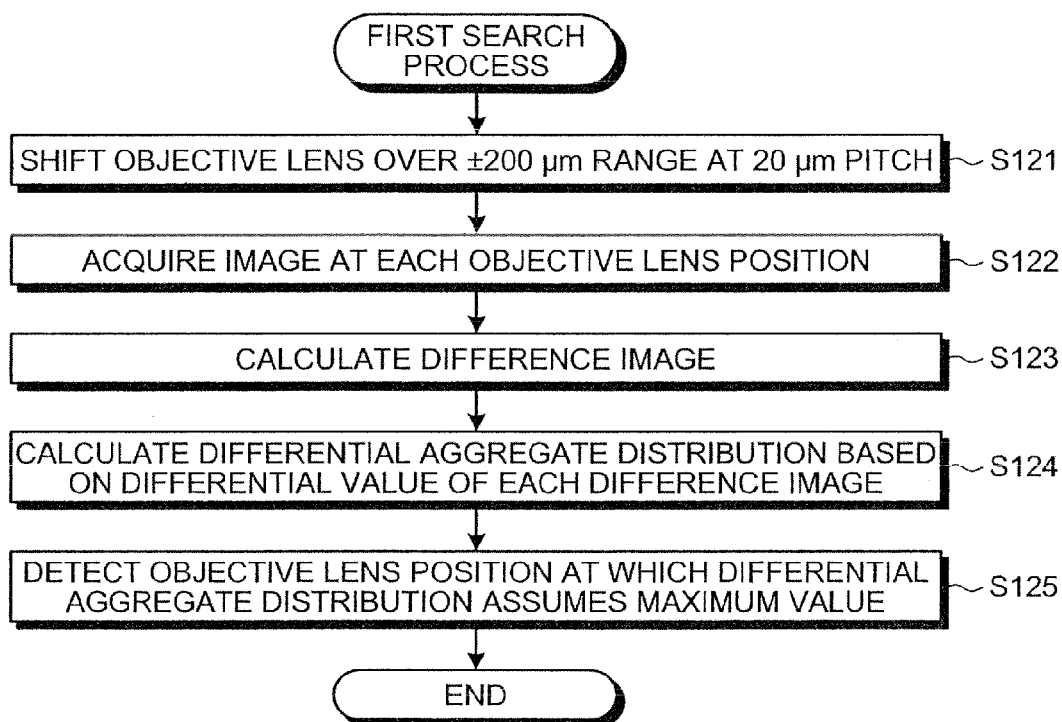 FIRST SEARCH
PROCESS
SHIFT OBJECTIVE LENS OVER ±200 µm RANGE AT 20 µm PITCH
S121
ACQUIRE IMAGE AT EACH OBJECTIVE LENS POSITION
S122
CALCULATE DIFFERENCE IMAGE
S123
CALCULATE DIFFERENTIAL AGGREGATE DISTRIBUTION BASED
ON DIFFERENTIAL VALUE OF EACH DIFFERENCE IMAGE
S124
DETECT OBJECTIVE LENS POSITION AT WHICH DIFFERENTIAL
AGGREGATE DISTRIBUTION ASSUMES MAXIMUM VALUE
S125
END